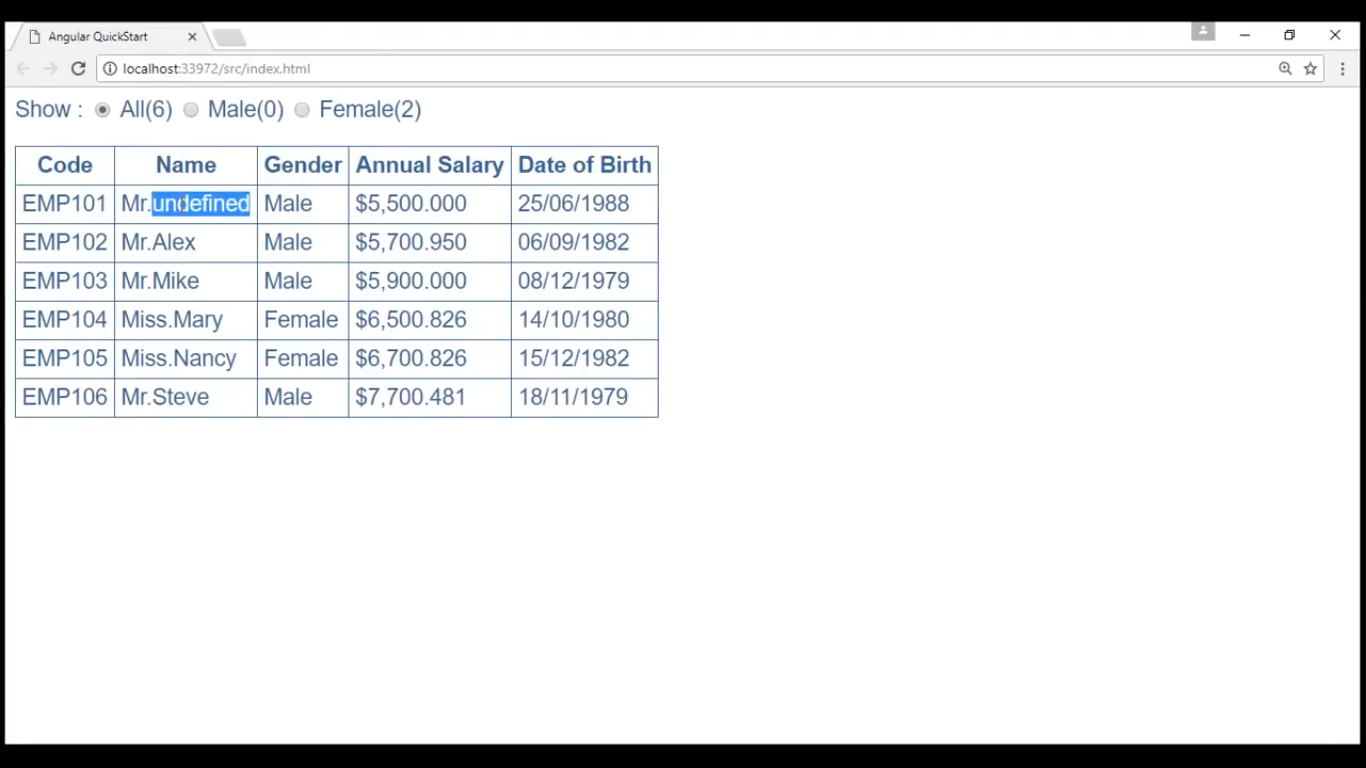 Angular QuickStart
localhost:33972/src/index.html
Show : All(6) Male(0) Female(2)
Code Name Gender Annual Salary Date of Birth
EMP101 Mr.undefined Male $5,500.000 25/06/1988
EMP102 Mr.Alex Male $5,700.950 06/09/1982
EMP103 Mr.Mike Male $5,900.000 08/12/1979
EMP104 Miss.Mary Female $6,500.826 14/10/1980
EMP105 Miss.Nancy Female $6,700.826 15/12/1982
EMP106 Mr.Steve Male $7,700.481 18/11/1979